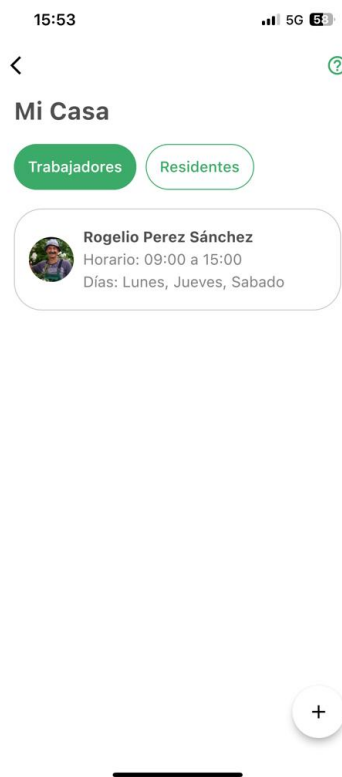 15:53
5G 58
?
Mi Casa
Trabajadores
Residentes
Rogelio Perez Sánchez
Horario: 09:00 a 15:00
Días: Lunes, Jueves, Sabado
+